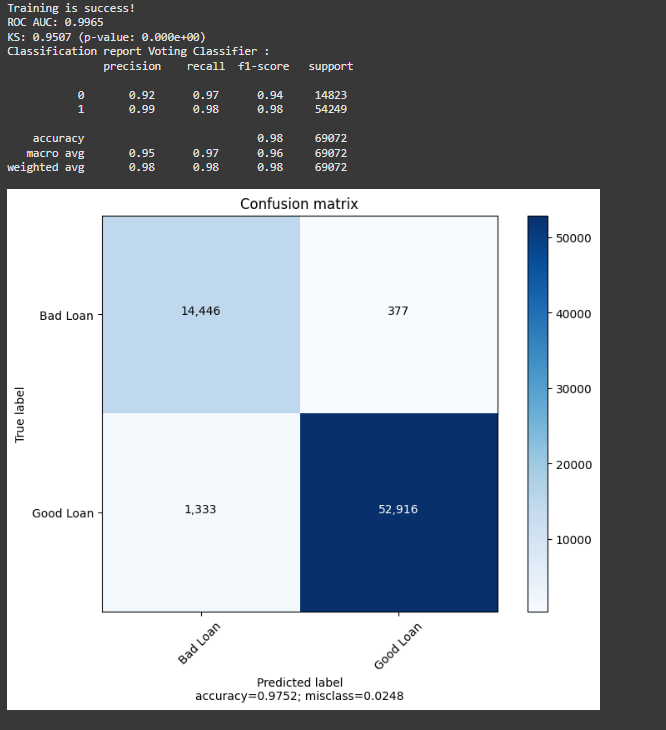 Training is success!
ROC AUC: 0.9965
KS: 0.9507 (p-value: 0.000e+00)
Classification report Voting Classifier :
precision recall f1-score support
0 0.92 0.97 0.94 14823
1 0.99 0.98 0.98 54249
accuracy 0.98 69072
macro avg 0.95 0.97 0.96 69072
weighted avg 0.98 0.98 0.98 69072
Confusion matrix
50000
40000
30000
20000
10000
True label
Bad Loan
14,446 377
Good Loan
1,333 52,916
Bad Loan
Good Loan
Predicted label
accuracy=0.9752; misclass=0.0248